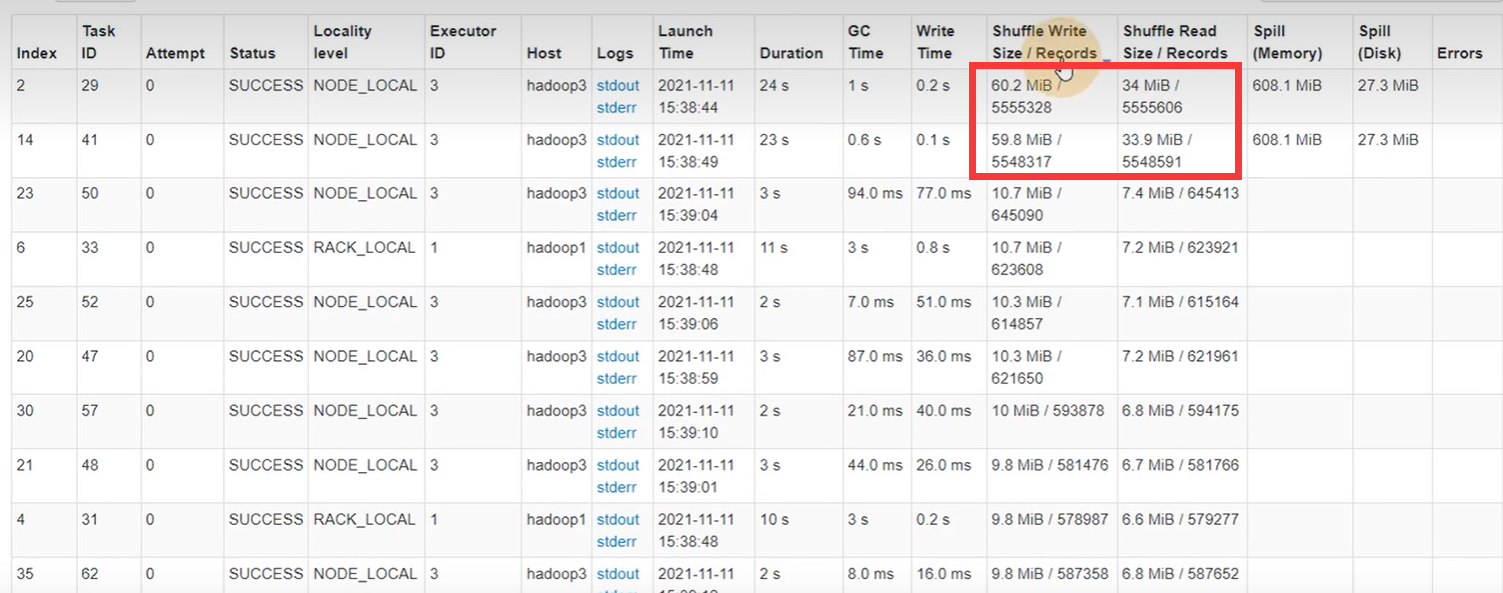 Index Task ID Attempt Status Locality level Executor ID Host Logs Launch Time Duration GC Time Write Time Shuffle Write Size / Records Shuffle Read Size / Records Spill (Memory) Spill (Disk) Errors
2 29 0 SUCCESS NODE_LOCAL 3 hadoop3 stdout stderr 2021-11-11 15:38:44 24 s 1 s 0.2 s 60.2 MiB / 5555328 34 MiB / 5555606 608.1 MiB 27.3 MiB
14 41 0 SUCCESS NODE_LOCAL 3 hadoop3 stdout stderr 2021-11-11 15:38:49 23 s 0.6 s 0.1 s 59.8 MiB / 5548317 33.9 MiB / 5548591 608.1 MiB 27.3 MiB
23 50 0 SUCCESS NODE_LOCAL 3 hadoop3 stdout stderr 2021-11-11 15:39:04 3 s 94.0 ms 77.0 ms 10.7 MiB / 645090 7.4 MiB / 645413
6 33 0 SUCCESS RACK_LOCAL 1 hadoop1 stdout stderr 2021-11-11 15:38:48 11 s 3 s 0.8 s 10.7 MiB / 623608 7.2 MiB / 623921
25 52 0 SUCCESS NODE_LOCAL 3 hadoop3 stdout stderr 2021-11-11 15:39:06 2 s 7.0 ms 51.0 ms 10.3 MiB / 614857 7.1 MiB / 615164
20 47 0 SUCCESS NODE_LOCAL 3 hadoop3 stdout stderr 2021-11-11 15:38:59 3 s 87.0 ms 36.0 ms 10.3 MiB / 621650 7.2 MiB / 621961
30 57 0 SUCCESS NODE_LOCAL 3 hadoop3 stdout stderr 2021-11-11 15:39:10 2 s 21.0 ms 40.0 ms 10 MiB / 593878 6.8 MiB / 594175
21 48 0 SUCCESS NODE_LOCAL 3 hadoop3 stdout stderr 2021-11-11 15:39:01 3 s 44.0 ms 26.0 ms 9.8 MiB / 581476 6.7 MiB / 581766
4 31 0 SUCCESS RACK_LOCAL 1 hadoop1 stdout stderr 2021-11-11 15:38:48 10 s 3 s 0.2 s 9.8 MiB / 578987 6.6 MiB / 579277
35 62 0 SUCCESS NODE_LOCAL 3 hadoop3 stdout 2021-11-11 2 s 8.0 ms 16.0 ms 9.8 MiB / 587358 6.8 MiB / 587652